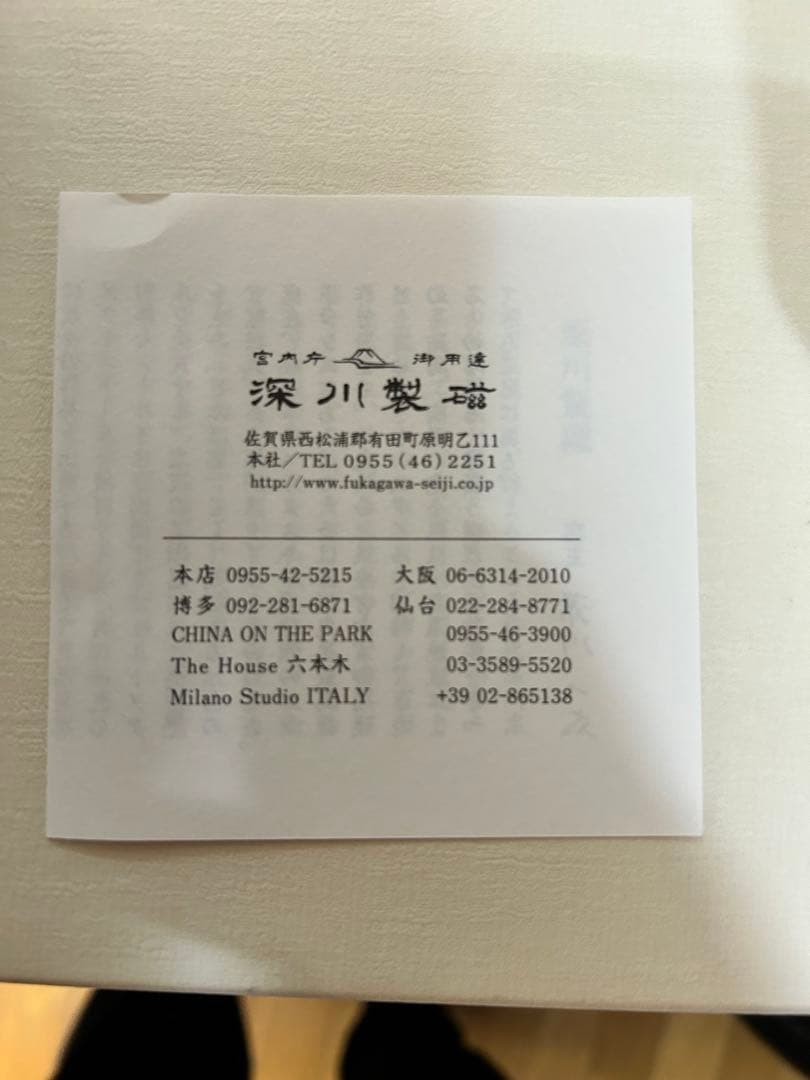 宮内庁 御用達
深川製磁
佐賀県西松浦郡有田町原明乙111
本社／TEL 0955(46)2251
http://www.fukagawa-seiji.co.jp
本店 0955-42-5215 大阪 06-6314-2010
博多 092-281-6871 仙台 022-284-8771
CHINA ON THE PARK 0955-46-3900
The House 六本木 03-3589-5520
Milano Studio ITALY +39 02-865138